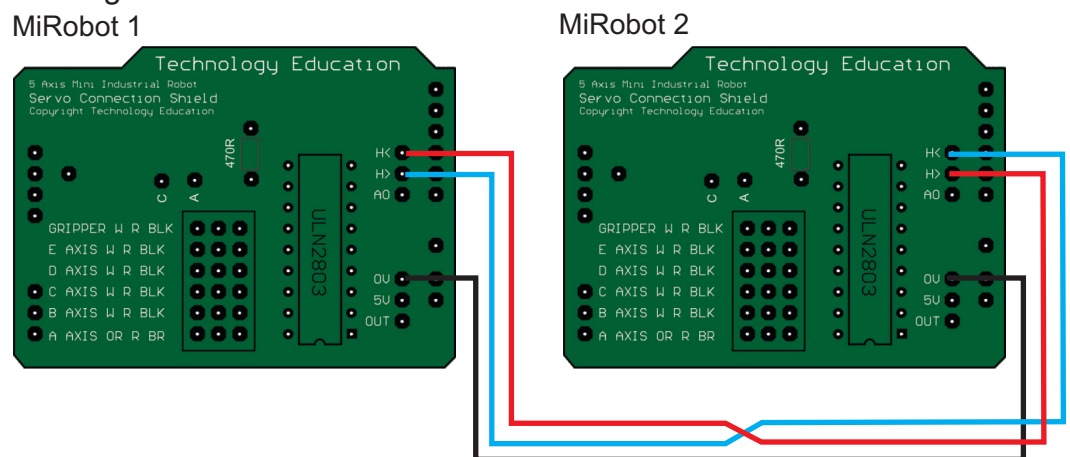 MiRobot 1
MiRobot 2
Technology Education
5 Axis Mini Industrial Robot
Servo Connection Shield
Copyright Technology Education
470R
H<
H>
AO
C
A
ULN2803
GRIPPER W R BLK
E AXIS W R BLK
D AXIS W R BLK
C AXIS W R BLK
B AXIS W R BLK
A AXIS OR R BR
0V
5V
OUT
Technology Education
5 Axis Mini Industrial Robot
Servo Connection Shield
Copyright Technology Education
470R
H<
H>
AO
C
A
ULN2803
GRIPPER W R BLK
E AXIS W R BLK
D AXIS W R BLK
C AXIS W R BLK
B AXIS W R BLK
A AXIS OR R BR
0V
5V
OUT